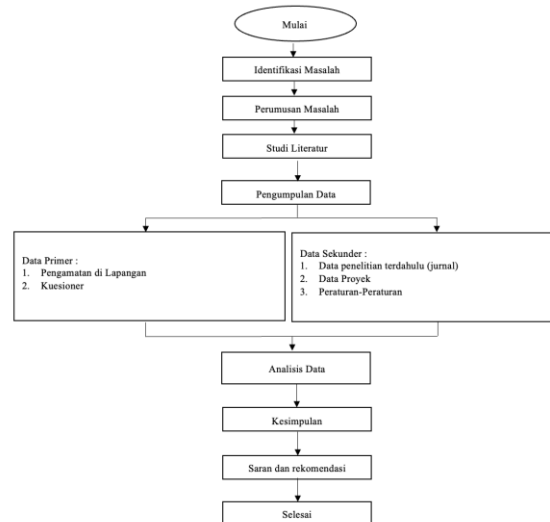 Mulai
Identifikasi Masalah
Perumusan Masalah
Studi Literatur
Pengumpulan Data
Data Primer :
1. Pengamatan di Lapangan
2. Kuesioner
Data Sekunder :
1. Data penelitian terdahulu (jurnal)
2. Data Proyek
3. Peraturan-Peraturan
Analisis Data
Kesimpulan
Saran dan rekomendasi
Selesai